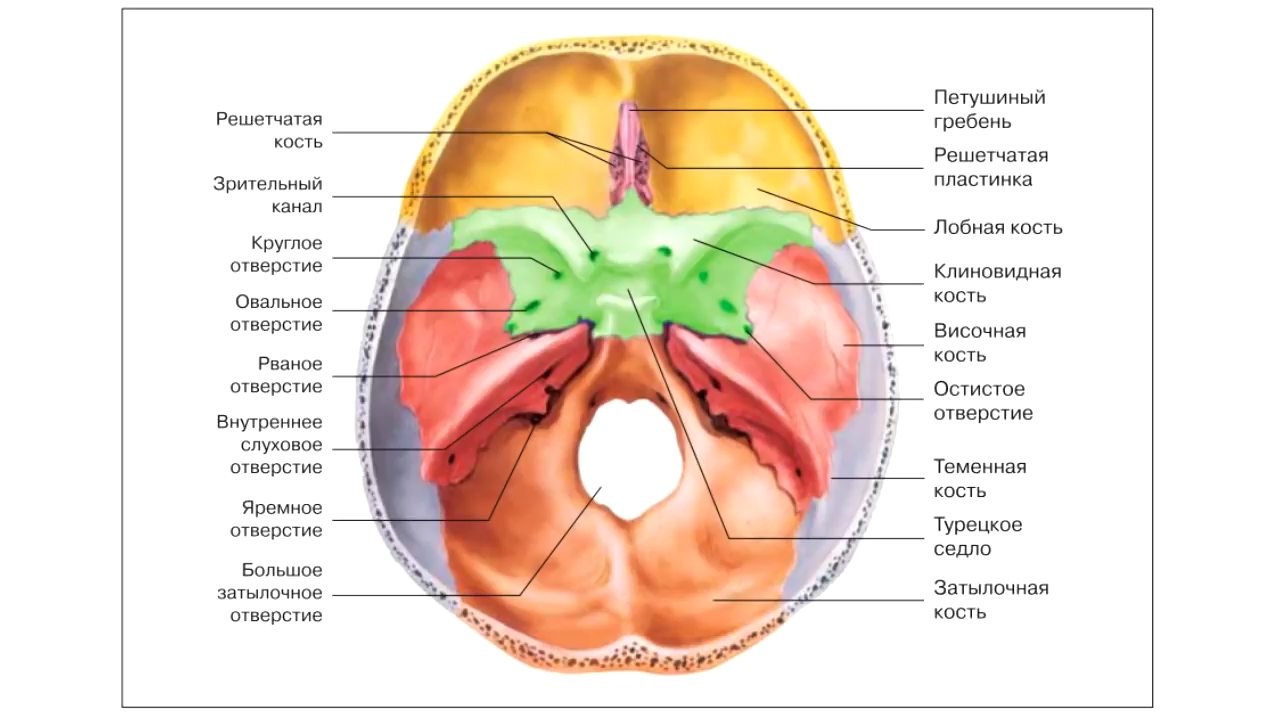 Решетчатая
кость
Зрительный
канал
Круглое
отверстие
Овальное
отверстие
Рваное
отверстие
Внутреннее
слуховое
отверстие
Яремное
отверстие
Большое
затылочное
отверстие
Петушиный
гребень
Решетчатая
пластинка
Лобная кость
Клиновидная
кость
Височная
кость
Остистое
отверстие
Теменная
кость
Турецкое
седло
Затылочная
кость